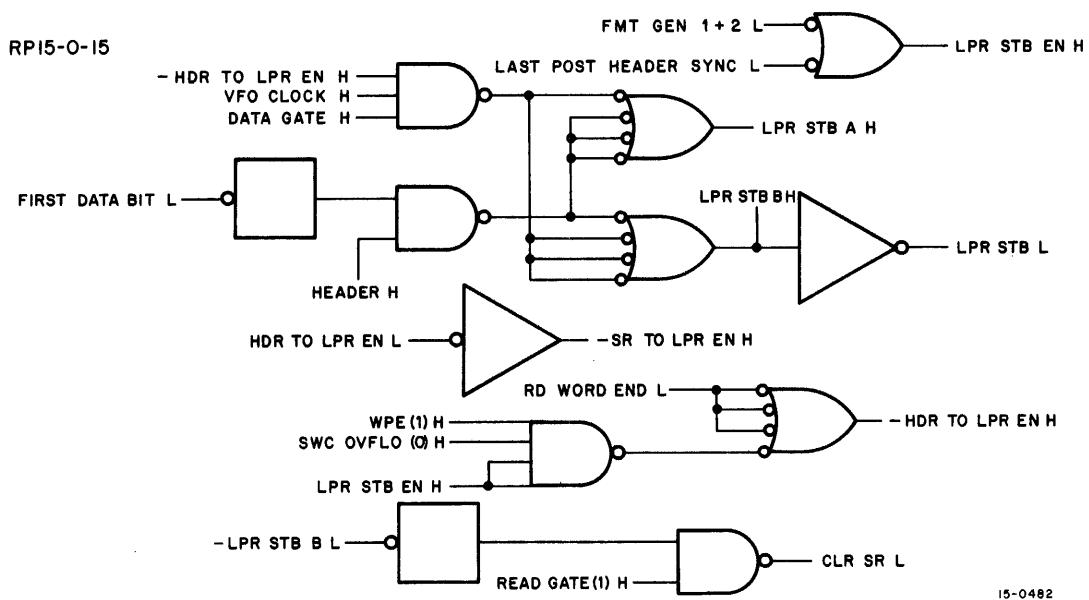 FMT GEN 1+2 L
RP15-0-15
LPR STB EN H
LAST POST HEADER SYNC L
-HDR TO LPR EN H
VFO CLOCK H
DATA GATE H
LPR STB A H
FIRST DATA BIT L
LPR STB BH
LPR STB L
HEADER H
HDR TO LPR EN L
-SR TO LPR EN H
RD WORD END L
WPE(1) H
-HDR TO LPR EN H
SWC OVFLO (0) H
LPR STB EN H
-LPR STB B L
CLR SR L
READ GATE(1) H
15-0482